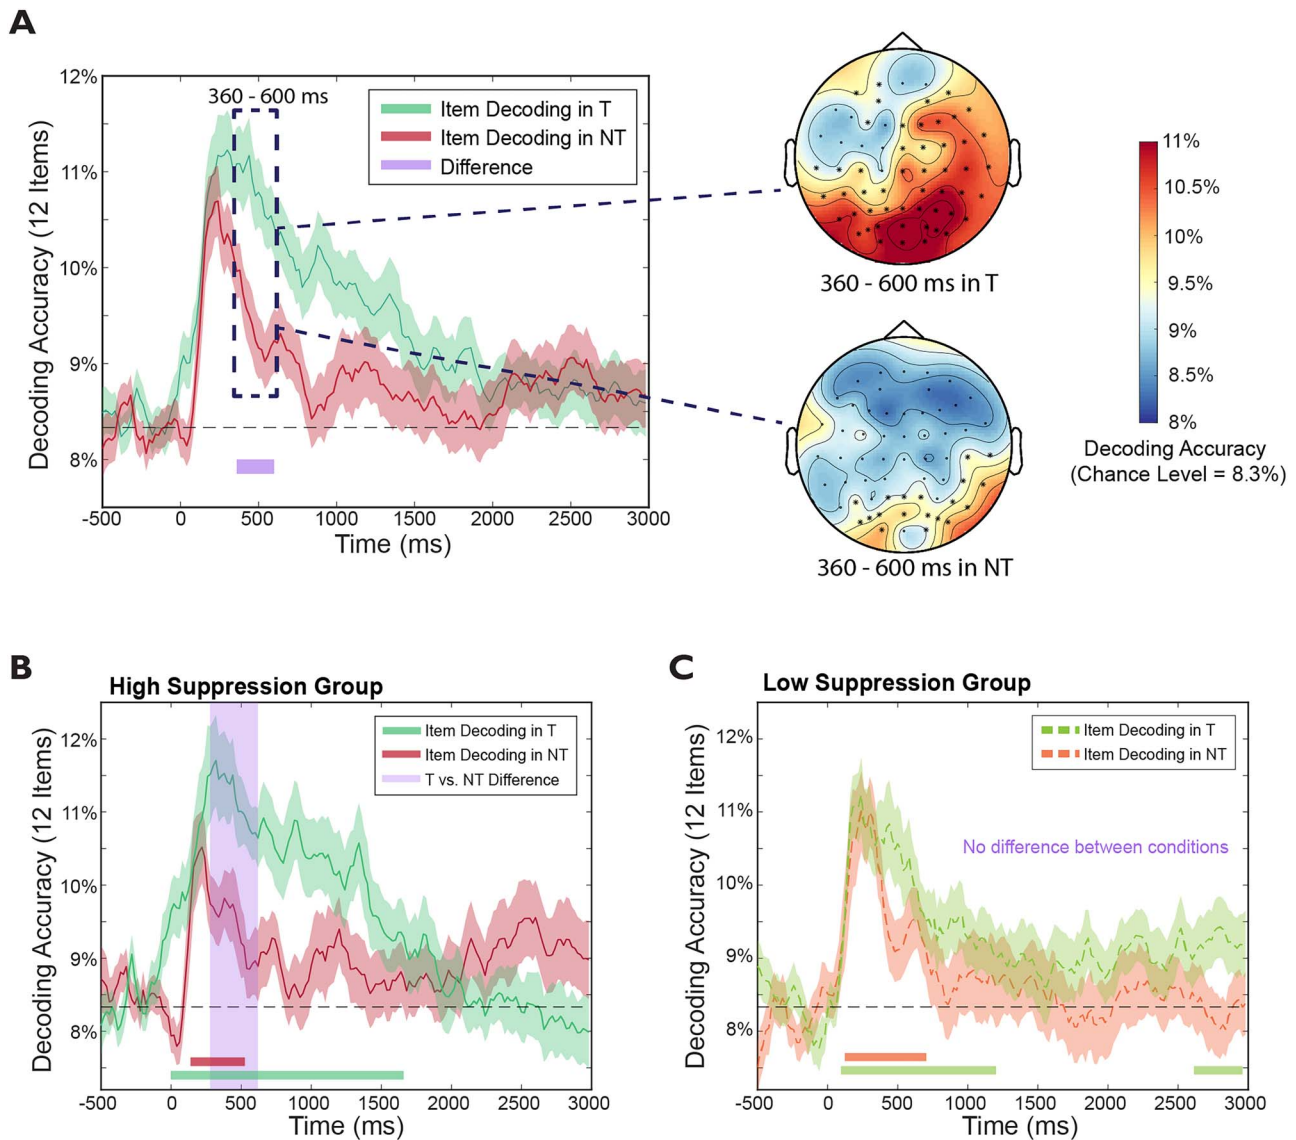 A
12%
11%
10%
9%
8%
Decoding Accuracy (12 Items)
360 - 600 ms
Item Decoding in T
Item Decoding in NT
Difference
-500 0 500 1000 1500 2000 2500 3000
Time (ms)
360 - 600 ms in T
360 - 600 ms in NT
11%
10.5%
10%
9.5%
9%
8.5%
8%
Decoding Accuracy
(Chance Level = 8.3%)
B
High Suppression Group
12%
11%
10%
9%
8%
Decoding Accuracy (12 Items)
Item Decoding in T
Item Decoding in NT
T vs. NT Difference
-500 0 500 1000 1500 2000 2500 3000
Time (ms)
C
Low Suppression Group
12%
11%
10%
9%
8%
Decoding Accuracy (12 Items)
Item Decoding in T
Item Decoding in NT
No difference between conditions
-500 0 500 1000 1500 2000 2500 3000
Time (ms)